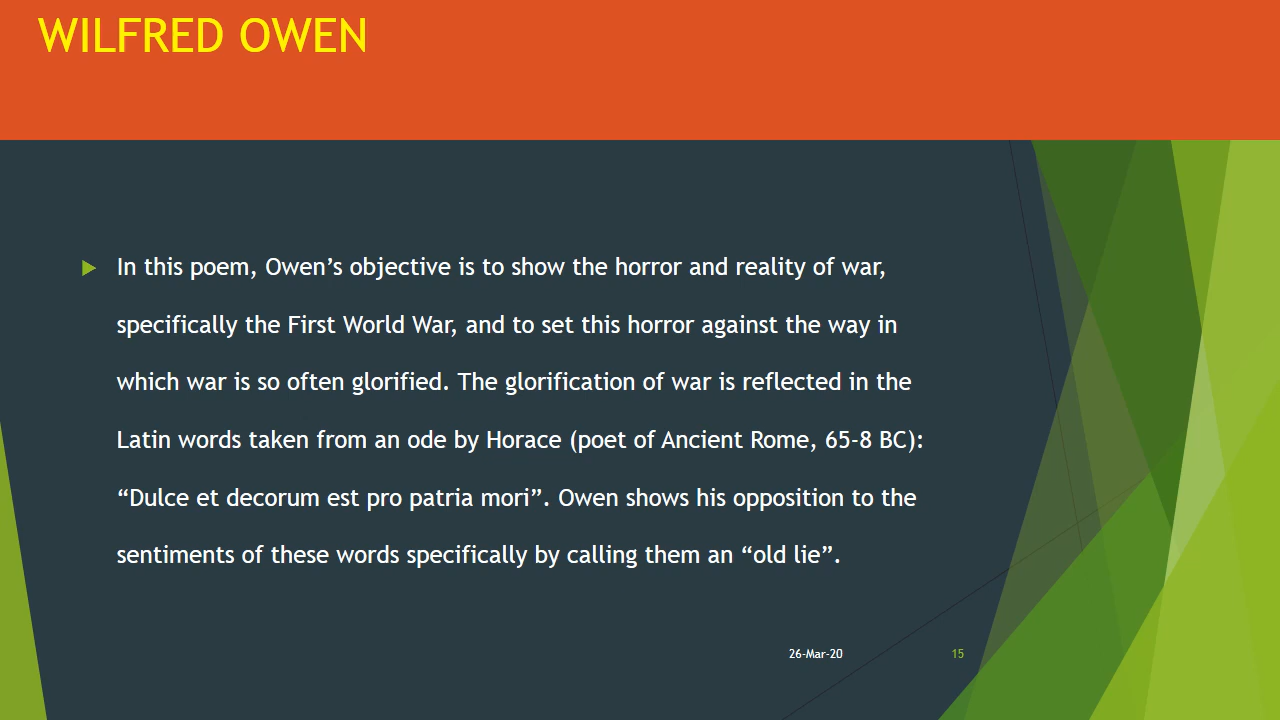 WILFRED OWEN
In this poem, Owen’s objective is to show the horror and reality of war,
specifically the First World War, and to set this horror against the way in
which war is so often glorified. The glorification of war is reflected in the
Latin words taken from an ode by Horace (poet of Ancient Rome, 65-8 BC):
“Dulce et decorum est pro patria mori”. Owen shows his opposition to the
sentiments of these words specifically by calling them an “old lie”.
26-Mar-20
15